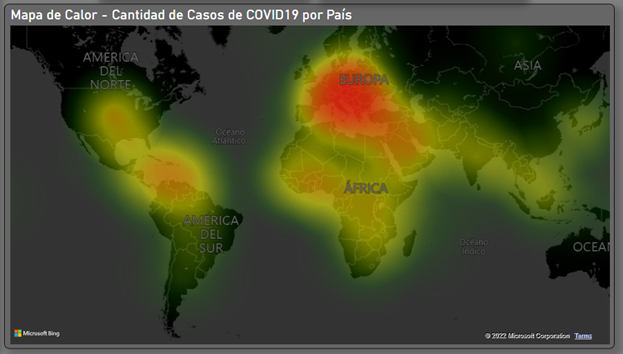 Mapa de Calor - Cantidad de Casos de COVID19 por País
AMÉRICA
DEL
NORTE
EUROPA
ASIA
Océano
Atlántico
ÁFRICA
AMÉRICA
DEL
SUR
Océano
Índico
OCEAN
Microsoft Bing
© 2022 Microsoft Corporation Terms